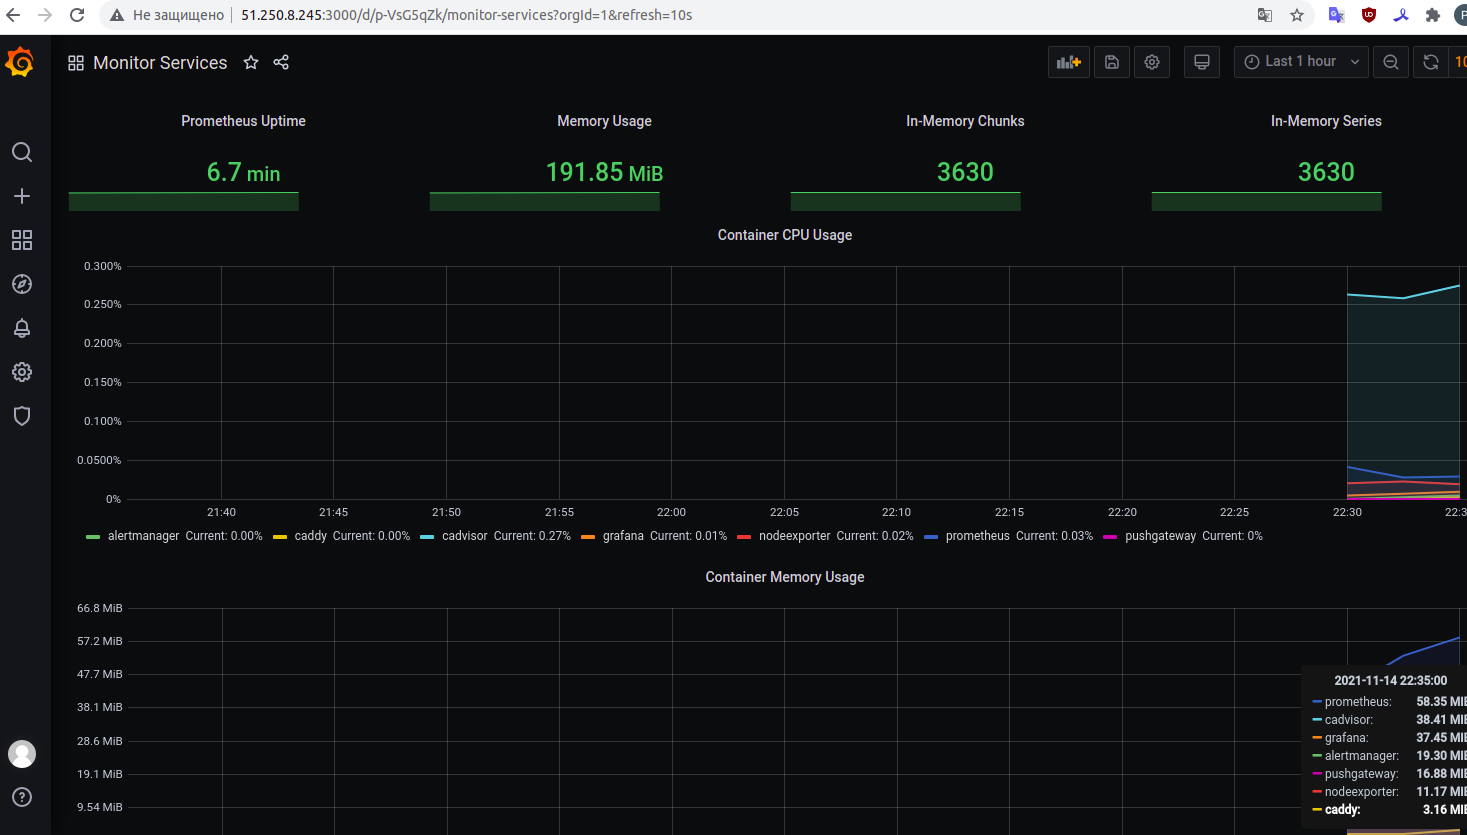 Не защищено 51.250.8.245:3000/d/p-VsG5qZk/monitor-services?orgId=1&refresh=10s
Monitor Services
Last 1 hour
10
Prometheus Uptime Memory Usage In-Memory Chunks In-Memory Series
6.7 min 191.85 MiB 3630 3630
Container CPU Usage
0.300%
0.250%
0.200%
0.150%
0.100%
0.0500%
0%
21:40 21:45 21:50 21:55 22:00 22:05 22:10 22:15 22:20 22:25 22:30 22:3
alertmanager Current: 0.00% caddy Current: 0.00% cadvisor Current: 0.27% grafana Current: 0.01% nodeexporter Current: 0.02% prometheus Current: 0.03% pushgateway Current: 0%
Container Memory Usage
66.8 MiB
57.2 MiB
47.7 MiB
38.1 MiB
28.6 MiB
19.1 MiB
9.54 MiB
2021-11-14 22:35:00
prometheus: 58.35 MiB
cadvisor: 38.41 MiB
grafana: 37.45 MiB
alertmanager: 19.30 MiB
pushgateway: 16.88 MiB
nodeexporter: 11.17 MiB
caddy: 3.16 MiB